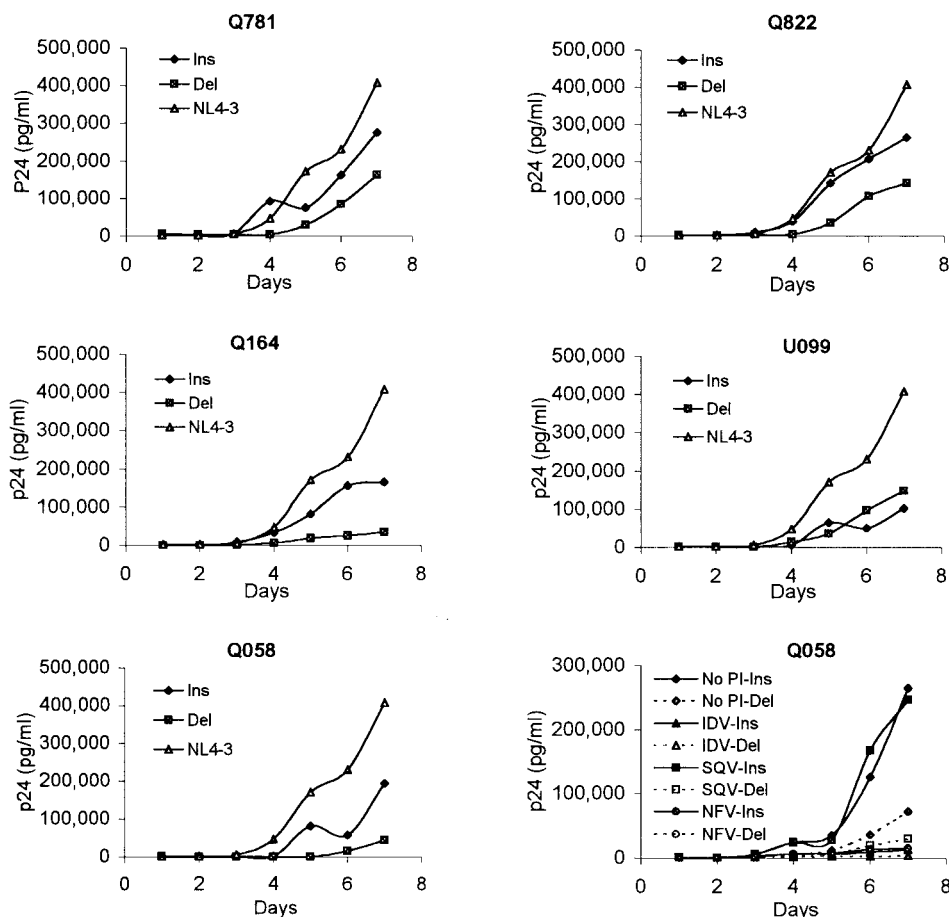 Q781
500,000
400,000
300,000
200,000
100,000
0
P24 (pg/ml)
Ins
Del
NL4-3
0 2 4 6 8
Days
Q822
500,000
400,000
300,000
200,000
100,000
0
p24 (pg/ml)
Ins
Del
NL4-3
0 2 4 6 8
Days
Q164
500,000
400,000
300,000
200,000
100,000
0
p24 (pg/ml)
Ins
Del
NL4-3
0 2 4 6 8
Days
U099
500,000
400,000
300,000
200,000
100,000
0
p24 (pg/ml)
Ins
Del
NL4-3
0 2 4 6 8
Days
Q058
500,000
400,000
300,000
200,000
100,000
0
p24 (pg/ml)
Ins
Del
NL4-3
0 2 4 6 8
Days
Q058
300,000
200,000
100,000
0
p24 (pg/ml)
No PI-Ins
No PI-Del
IDV-Ins
IDV-Del
SQV-Ins
SQV-Del
NFV-Ins
NFV-Del
0 2 4 6 8
Days